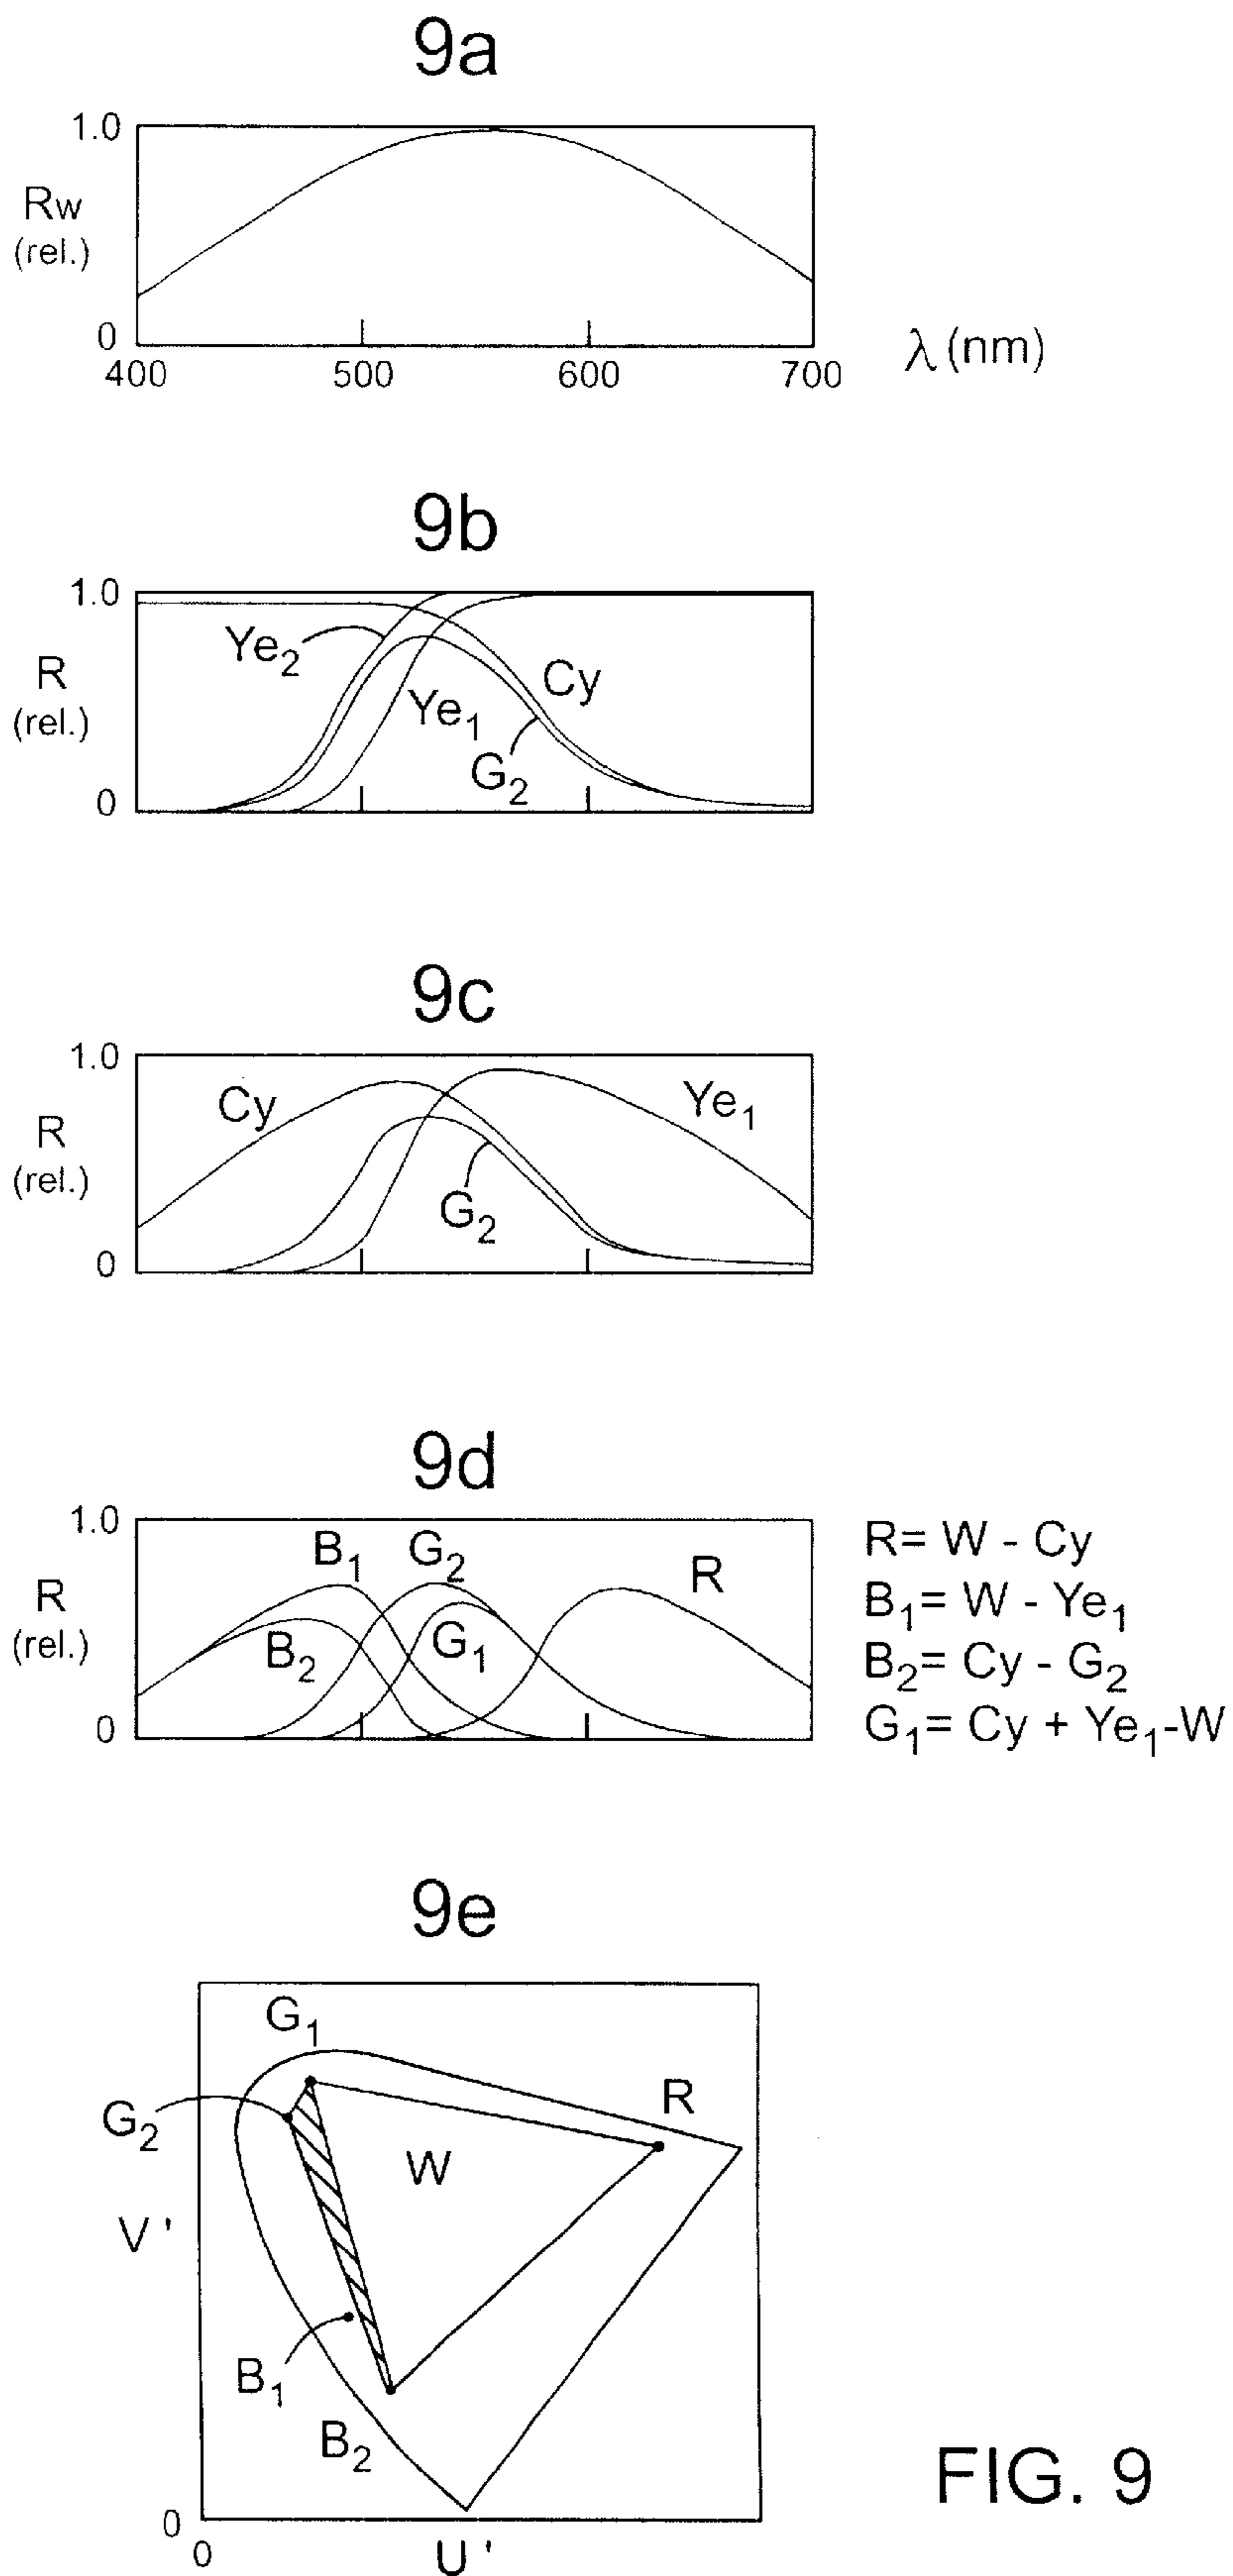 9a
1.0
Rw
(rel.)
0
400 500 600 700
λ (nm)
9b
1.0
Ye2
Cy
R
(rel.)
Ye1
G2
0
9c
1.0
Cy
Ye1
R
(rel.)
G2
0
9d
1.0
B1 G2
R
R
(rel.)
B2
G1
0
R= W - Cy
B1= W - Ye1
B2= Cy - G2
G1= Cy + Ye1-W
9e
G1
R
G2
W
V'
B1
B2
0
0
U'
FIG. 9